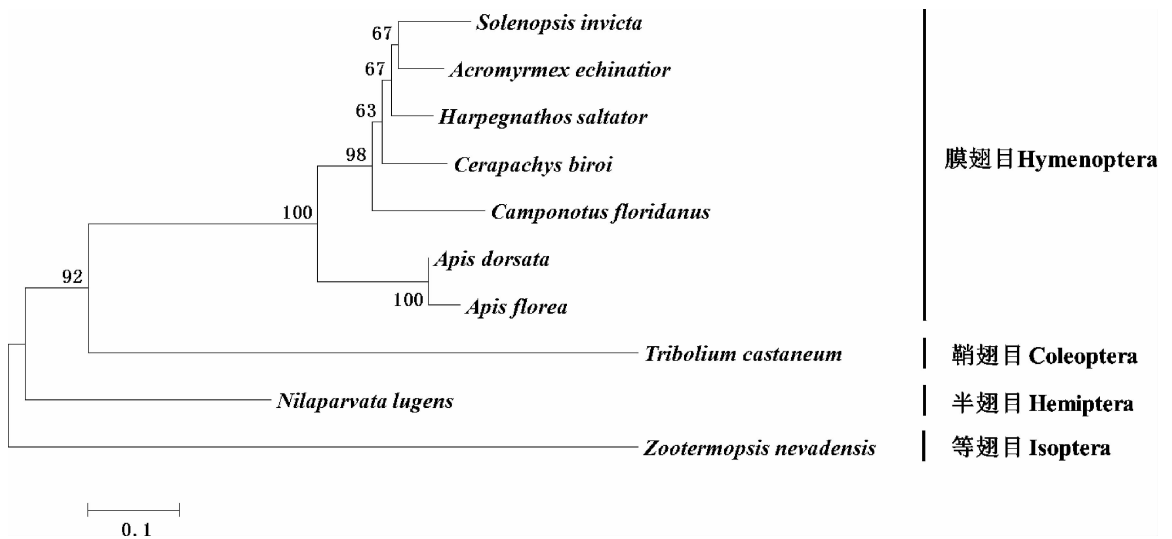 67
Solenopsis invicta
67
Acromyrmex echinatior
63
Harpegnathos saltator
98
Cerapachys biroi
膜翅目Hymenoptera
100
Camponotus floridanus
Apis dorsata
92
100
Apis florea
Tribolium castaneum
鞘翅目 Coleoptera
Nilaparvata lugens
半翅目 Hemiptera
Zootermopsis nevadensis
等翅目 Isoptera
0.1